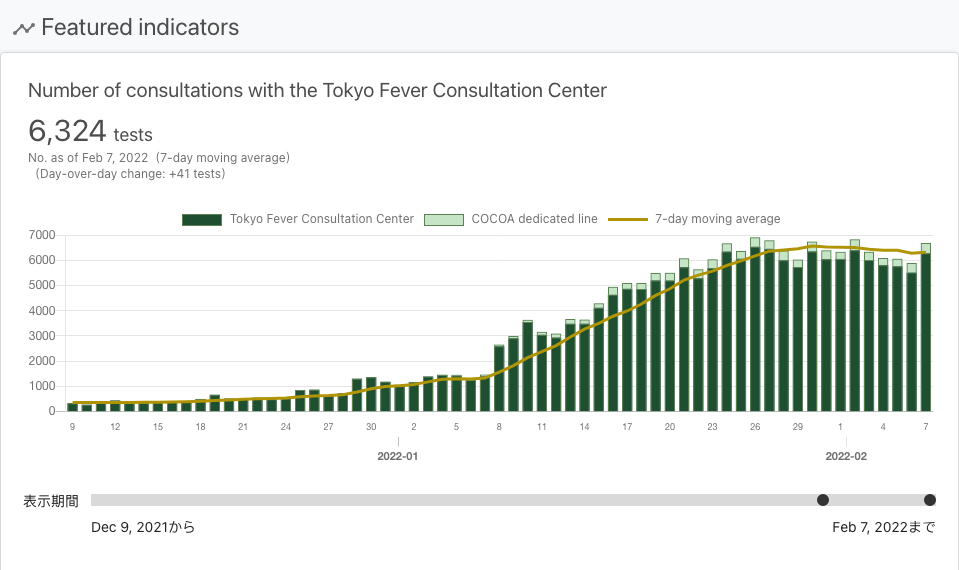 Featured indicators
Number of consultations with the Tokyo Fever Consultation Center
6,324 tests
No. as of Feb 7, 2022 (7-day moving average)
(Day-over-day change: +41 tests)
Tokyo Fever Consultation Center COCOA dedicated line 7-day moving average
7000
6000
5000
4000
3000
2000
1000
0
9 12 15 18 21 24 27 30 2 5 8 11 14 17 20 23 26 29 1 4 7
2022-01 2022-02
表示期間
Dec 9, 2021から Feb 7, 2022まで